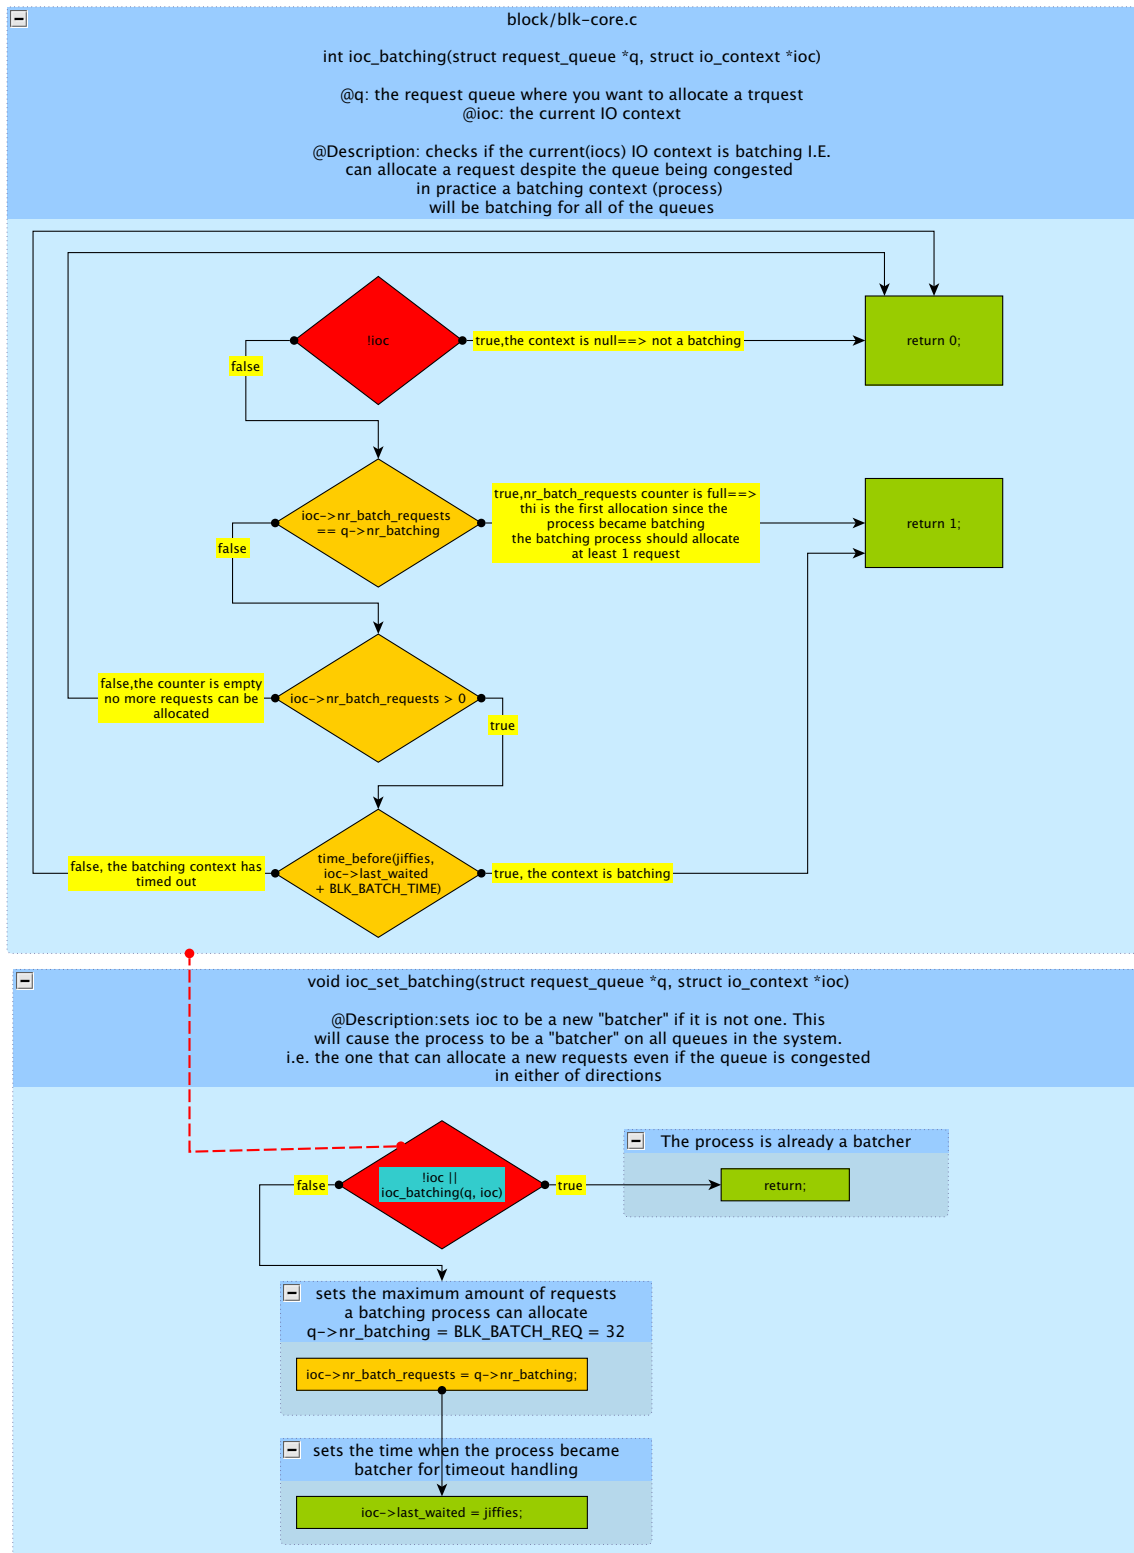 block/blk-core.c
int ioc_batching(struct request_queue *q, struct io_context *ioc)
@q: the request queue where you want to allocate a trquest
@ioc: the current IO context
@Description: checks if the current(iocs) IO context is batching I.E.
can allocate a request despite the queue being congested
in practice a batching context (process)
will be batching for all of the queues
!ioc
true,the context is null==> not a batching
return 0;
false
ioc->nr_batch_requests
== q->nr_batching
true,nr_batch_requests counter is full==>
thi is the first allocation since the
process became batching
the batching process should allocate
at least 1 request
return 1;
false
ioc->nr_batch_requests > 0
false,the counter is empty
no more requests can be
allocated
true
time_before(jiffies,
ioc->last_waited
+ BLK_BATCH_TIME)
false, the batching context has
timed out
true, the context is batching
void ioc_set_batching(struct request_queue *q, struct io_context *ioc)
@Description:sets ioc to be a new "batcher" if it is not one. This
will cause the process to be a "batcher" on all queues in the system.
i.e. the one that can allocate a new requests even if the queue is congested
in either of directions
The process is already a batcher
false
!ioc ||
ioc_batching(q, ioc)
true
return;
sets the maximum amount of requests
a batching process can allocate
q->nr_batching = BLK_BATCH_REQ = 32
ioc->nr_batch_requests = q->nr_batching;
sets the time when the process became
batcher for timeout handling
ioc->last_waited = jiffies;